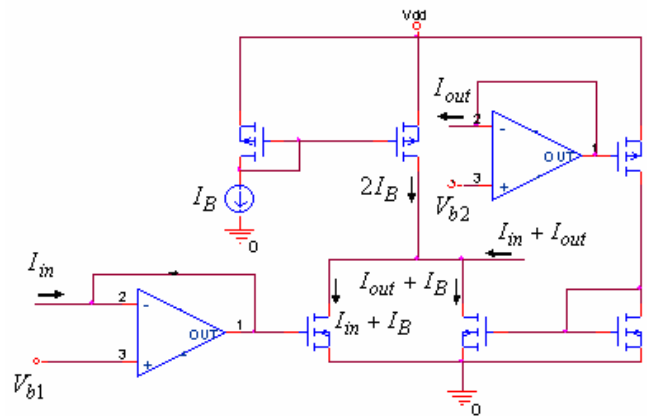 Vdd
I_out
2
-
OUT
1
3
+
V_b2
I_B
0
2I_B
I_in + I_out
I_in
I_out + I_B
I_in + I_B
2
-
OUT
1
3
+
V_b1
0